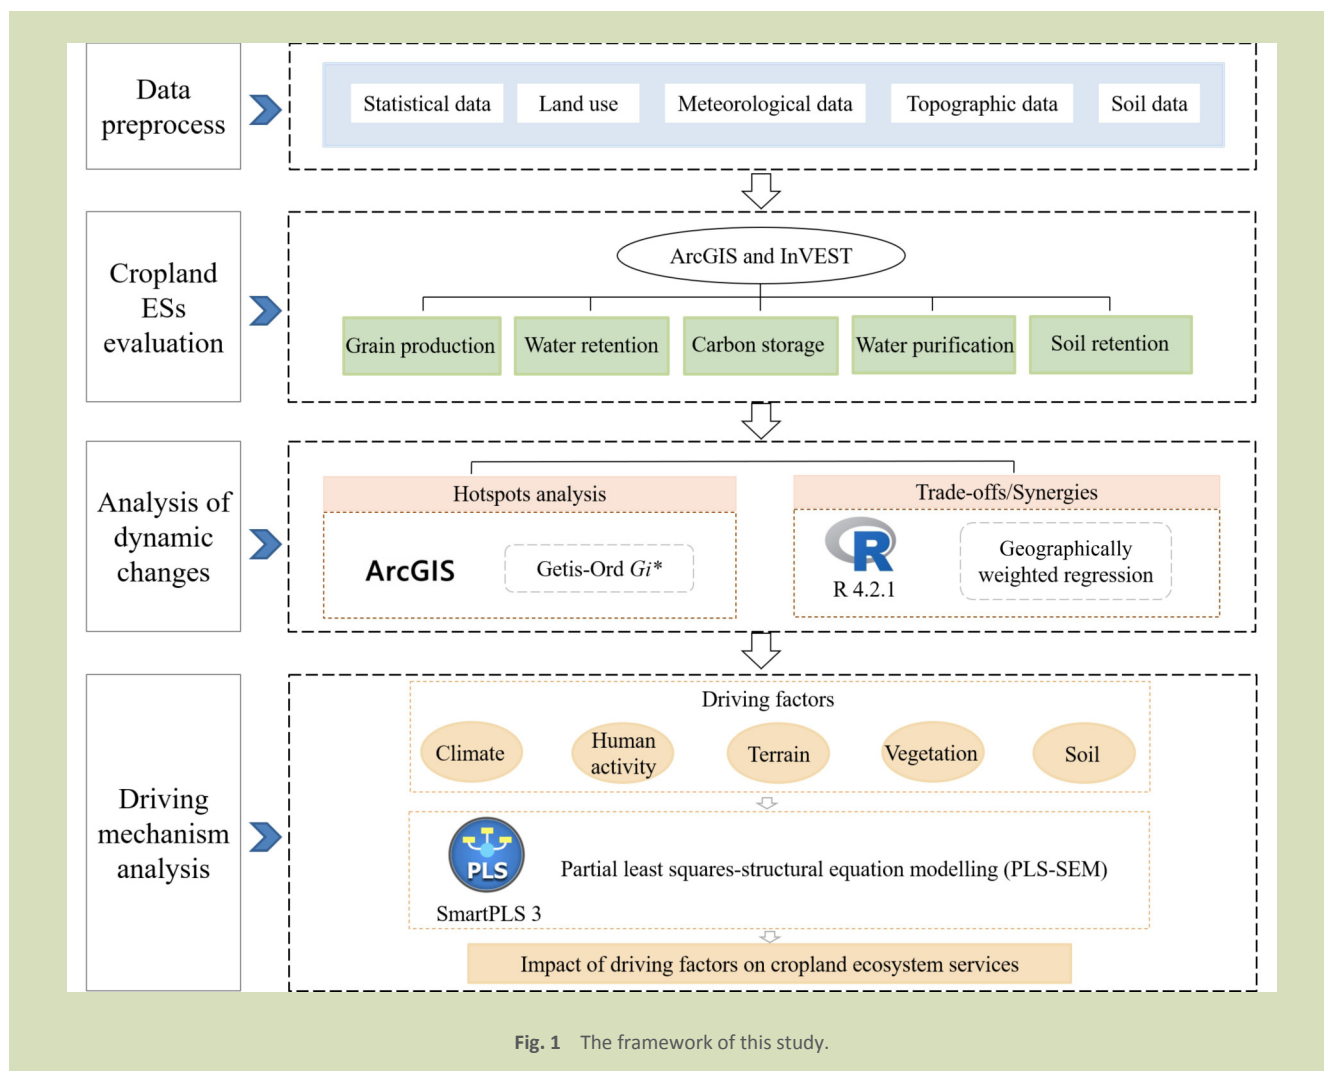 Data
preprocess
Statistical data
Land use
Meteorological data
Topographic data
Soil data
Cropland
ESs
evaluation
ArcGIS and InVEST
Grain production
Water retention
Carbon storage
Water purification
Soil retention
Analysis of
dynamic
changes
Hotspots analysis
ArcGIS
Getis-Ord Gi*
Trade-offs/Synergies
R
R 4.2.1
Geographically
weighted regression
Driving
mechanism
analysis
Driving factors
Climate
Human
activity
Terrain
Vegetation
Soil
PLS
SmartPLS 3
Partial least squares-structural equation modelling (PLS-SEM)
Impact of driving factors on cropland ecosystem services
Fig. 1 The framework of this study.